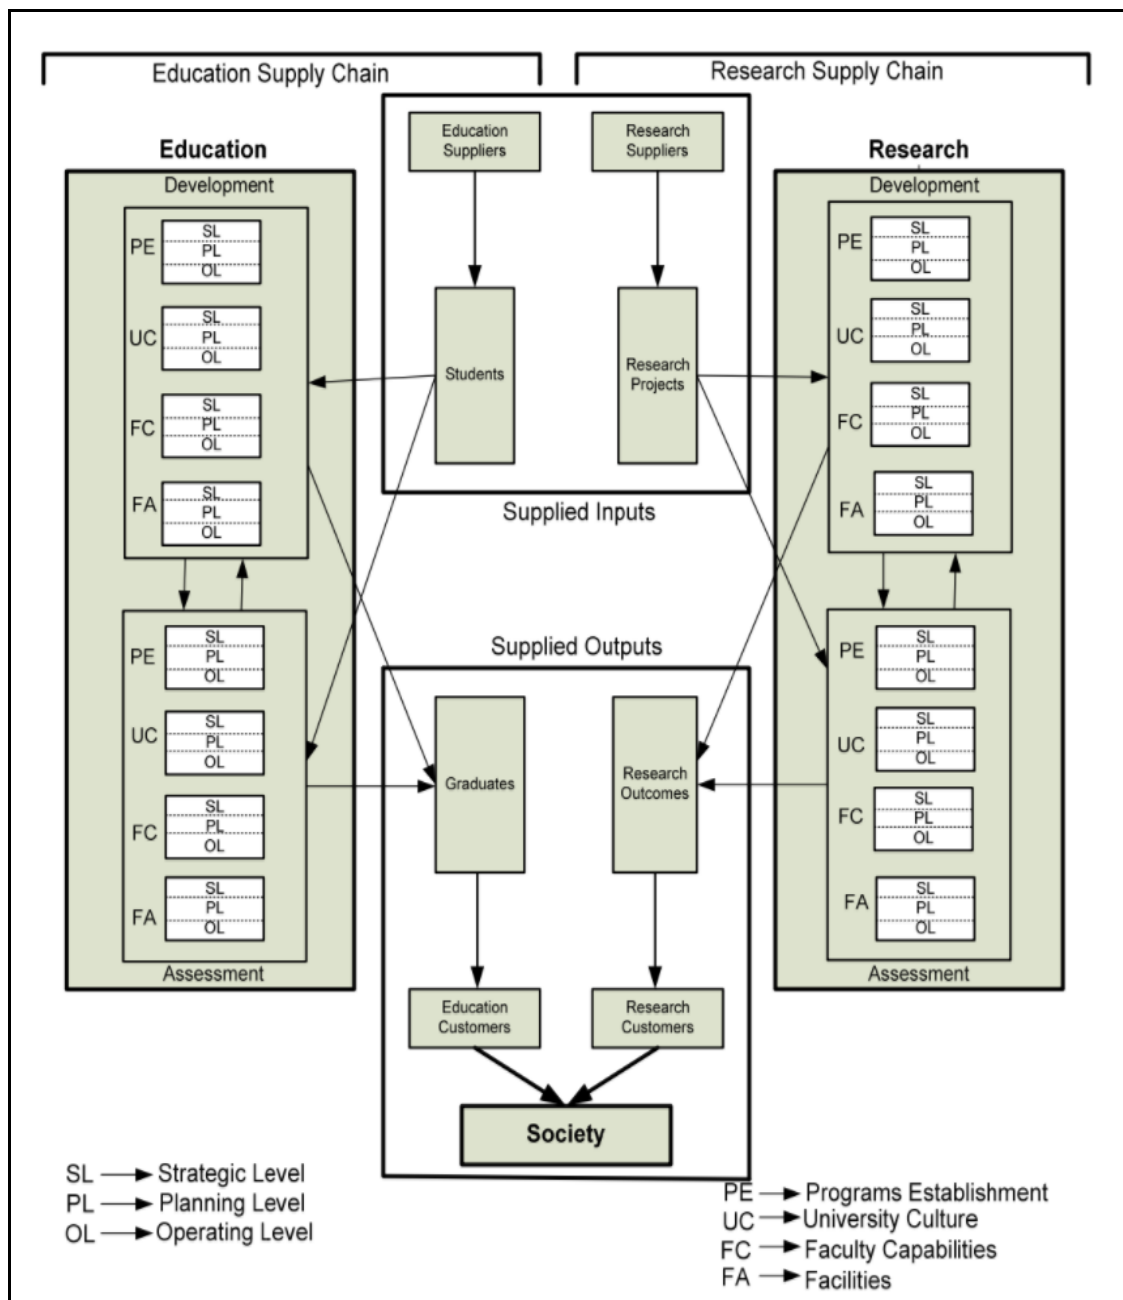 Education Supply Chain
Research Supply Chain
Education
Development
PE
SL
PL
OL
UC
SL
PL
OL
FC
SL
PL
OL
FA
SL
PL
OL
PE
SL
PL
OL
UC
SL
PL
OL
FC
SL
PL
OL
FA
SL
PL
OL
Assessment
Education
Suppliers
Research
Suppliers
Students
Research
Projects
Supplied Inputs
Supplied Outputs
Graduates
Research
Outcomes
Education
Customers
Research
Customers
Society
Research
Development
PE
SL
PL
OL
UC
SL
PL
OL
FC
SL
PL
OL
FA
SL
PL
OL
PE
SL
PL
OL
UC
SL
PL
OL
FC
SL
PL
OL
FA
SL
PL
OL
Assessment
SL Strategic Level
PL Planning Level
OL Operating Level
PE Programs Establishment
UC University Culture
FC Faculty Capabilities
FA Facilities